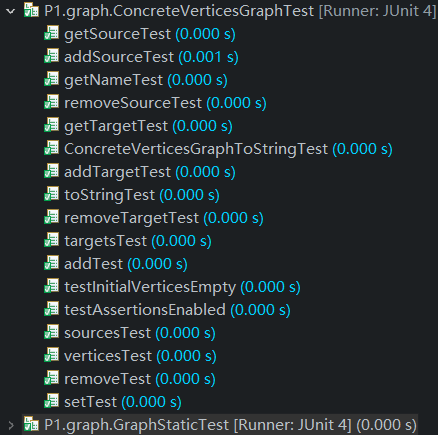 P1.graph.ConcreteVerticesGraphTest [Runner: JUnit 4]
getSourceTest (0.000 s)
addSourceTest (0.001 s)
getNameTest (0.000 s)
removeSourceTest (0.000 s)
getTargetTest (0.000 s)
ConcreteVerticesGraphToStringTest (0.000 s)
addTargetTest (0.000 s)
toStringTest (0.000 s)
removeTargetTest (0.000 s)
targetsTest (0.000 s)
addTest (0.000 s)
testInitialVerticesEmpty (0.000 s)
testAssertionsEnabled (0.000 s)
sourcesTest (0.000 s)
verticesTest (0.000 s)
removeTest (0.000 s)
setTest (0.000 s)
P1.graph.GraphStaticTest [Runner: JUnit 4] (0.000 s)